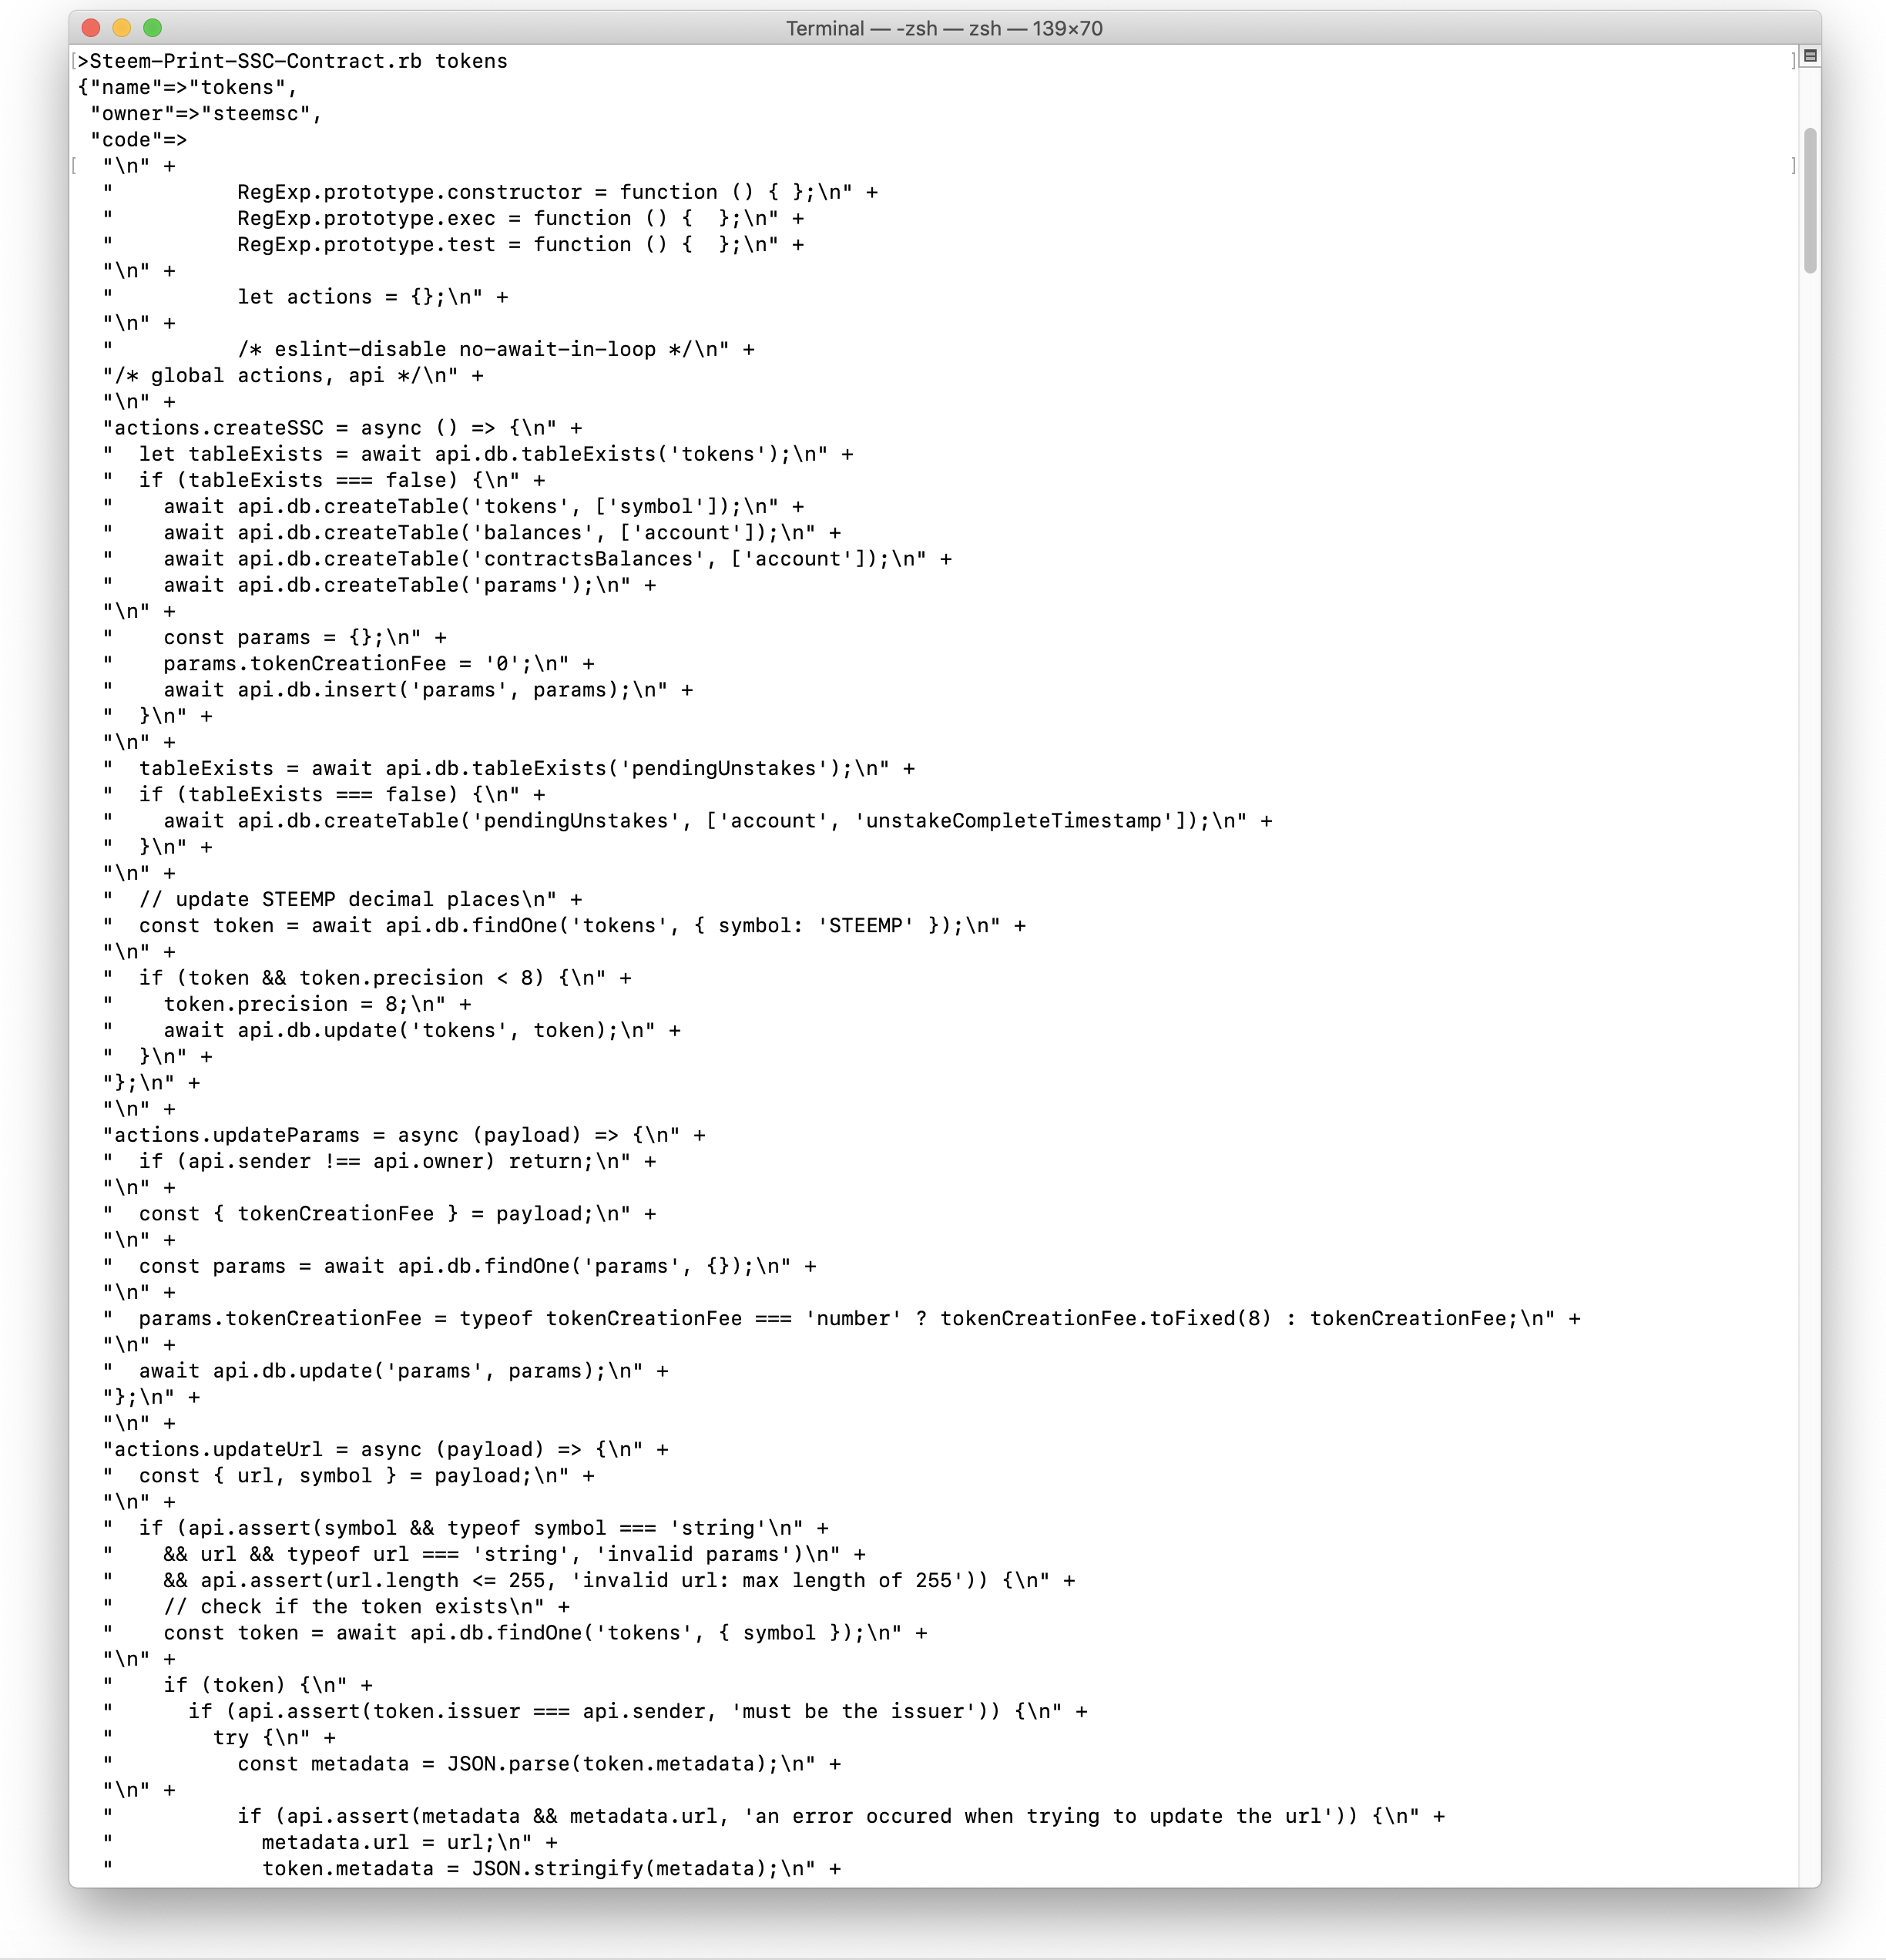 Terminal — -zsh — zsh — 139×70
[>Steem-Print-SSC-Contract.rb tokens ]
{"name"=>"tokens",
 "owner"=>"steemsc",
 "code"=>
[ "\n" + ]
  "          RegExp.prototype.constructor = function () { };\n" +
  "          RegExp.prototype.exec = function () {  };\n" +
  "          RegExp.prototype.test = function () {  };\n" +
  "\n" +
  "          let actions = {};\n" +
  "\n" +
  "          /* eslint-disable no-await-in-loop */\n" +
  "/* global actions, api */\n" +
  "\n" +
  "actions.createSSC = async () => {\n" +
  "  let tableExists = await api.db.tableExists('tokens');\n" +
  "  if (tableExists === false) {\n" +
  "    await api.db.createTable('tokens', ['symbol']);\n" +
  "    await api.db.createTable('balances', ['account']);\n" +
  "    await api.db.createTable('contractsBalances', ['account']);\n" +
  "    await api.db.createTable('params');\n" +
  "\n" +
  "    const params = {};\n" +
  "    params.tokenCreationFee = '0';\n" +
  "    await api.db.insert('params', params);\n" +
  "  }\n" +
  "\n" +
  "  tableExists = await api.db.tableExists('pendingUnstakes');\n" +
  "  if (tableExists === false) {\n" +
  "    await api.db.createTable('pendingUnstakes', ['account', 'unstakeCompleteTimestamp']);\n" +
  "  }\n" +
  "\n" +
  "  // update STEEMP decimal places\n" +
  "  const token = await api.db.findOne('tokens', { symbol: 'STEEMP' });\n" +
  "\n" +
  "  if (token && token.precision < 8) {\n" +
  "    token.precision = 8;\n" +
  "    await api.db.update('tokens', token);\n" +
  "  }\n" +
  "};\n" +
  "\n" +
  "actions.updateParams = async (payload) => {\n" +
  "  if (api.sender !== api.owner) return;\n" +
  "\n" +
  "  const { tokenCreationFee } = payload;\n" +
  "\n" +
  "  const params = await api.db.findOne('params', {});\n" +
  "\n" +
  "  params.tokenCreationFee = typeof tokenCreationFee === 'number' ? tokenCreationFee.toFixed(8) : tokenCreationFee;\n" +
  "\n" +
  "  await api.db.update('params', params);\n" +
  "};\n" +
  "\n" +
  "actions.updateUrl = async (payload) => {\n" +
  "  const { url, symbol } = payload;\n" +
  "\n" +
  "  if (api.assert(symbol && typeof symbol === 'string'\n" +
  "    && url && typeof url === 'string', 'invalid params')\n" +
  "    && api.assert(url.length <= 255, 'invalid url: max length of 255')) {\n" +
  "    // check if the token exists\n" +
  "    const token = await api.db.findOne('tokens', { symbol });\n" +
  "\n" +
  "    if (token) {\n" +
  "      if (api.assert(token.issuer === api.sender, 'must be the issuer')) {\n" +
  "        try {\n" +
  "          const metadata = JSON.parse(token.metadata);\n" +
  "\n" +
  "          if (api.assert(metadata && metadata.url, 'an error occured when trying to update the url')) {\n" +
  "            metadata.url = url;\n" +
  "            token.metadata = JSON.stringify(metadata);\n" +